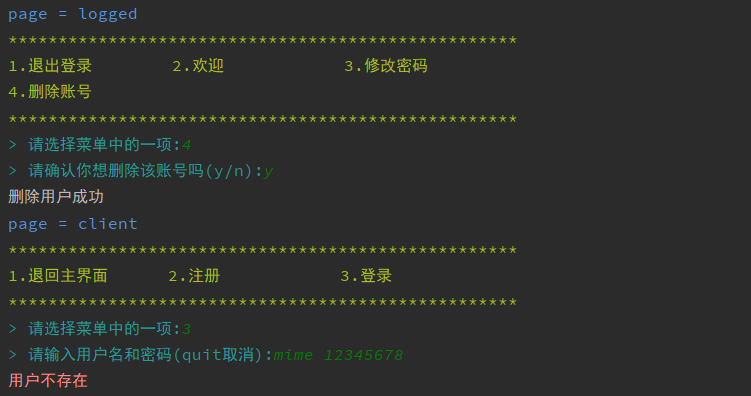 page = logged
***************************************************
1.退出登录 2.欢迎 3.修改密码
4.删除账号
***************************************************
> 请选择菜单中的一项:4
> 请确认你想删除该账号吗(y/n):y
删除用户成功
page = client
***************************************************
1.退回主界面 2.注册 3.登录
***************************************************
> 请选择菜单中的一项:3
> 请输入用户名和密码(quit取消):mime 12345678
用户不存在